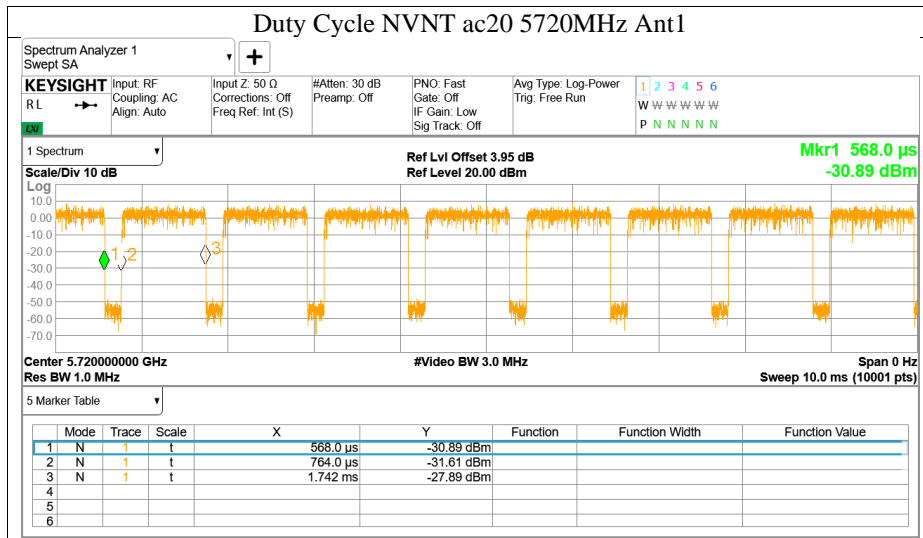 Duty Cycle NVNT ac20 5720MHz Ant1
Spectrum Analyzer 1
Swept SA
+
KEYSIGHT Input: RF Input Z: 50 Ω #Atten: 30 dB PNO: Fast Avg Type: Log-Power 1 2 3 4 5 6
R L Coupling: AC Corrections: Off Preamp: Off Gate: Off Trig: Free Run
Align: Auto Freq Ref: Int (S) IF Gain: Low W W W W W W
LXI Sig Track: Off P N N N N N
1 Spectrum Ref Lvl Offset 3.95 dB Mkr1 568.0 µs
Scale/Div 10 dB Ref Level 20.00 dBm -30.89 dBm
Log
10.0
0.00
-10.0
-20.0
1 2 3
-30.0
-40.0
-50.0
-60.0
-70.0
Center 5.720000000 GHz #Video BW 3.0 MHz Span 0 Hz
Res BW 1.0 MHz Sweep 10.0 ms (10001 pts)
5 Marker Table
Mode Trace Scale X Y Function Function Width Function Value
1 N 1 t 568.0 µs -30.89 dBm
2 N 1 t 764.0 µs -31.61 dBm
3 N 1 t 1.742 ms -27.89 dBm
4
5
6